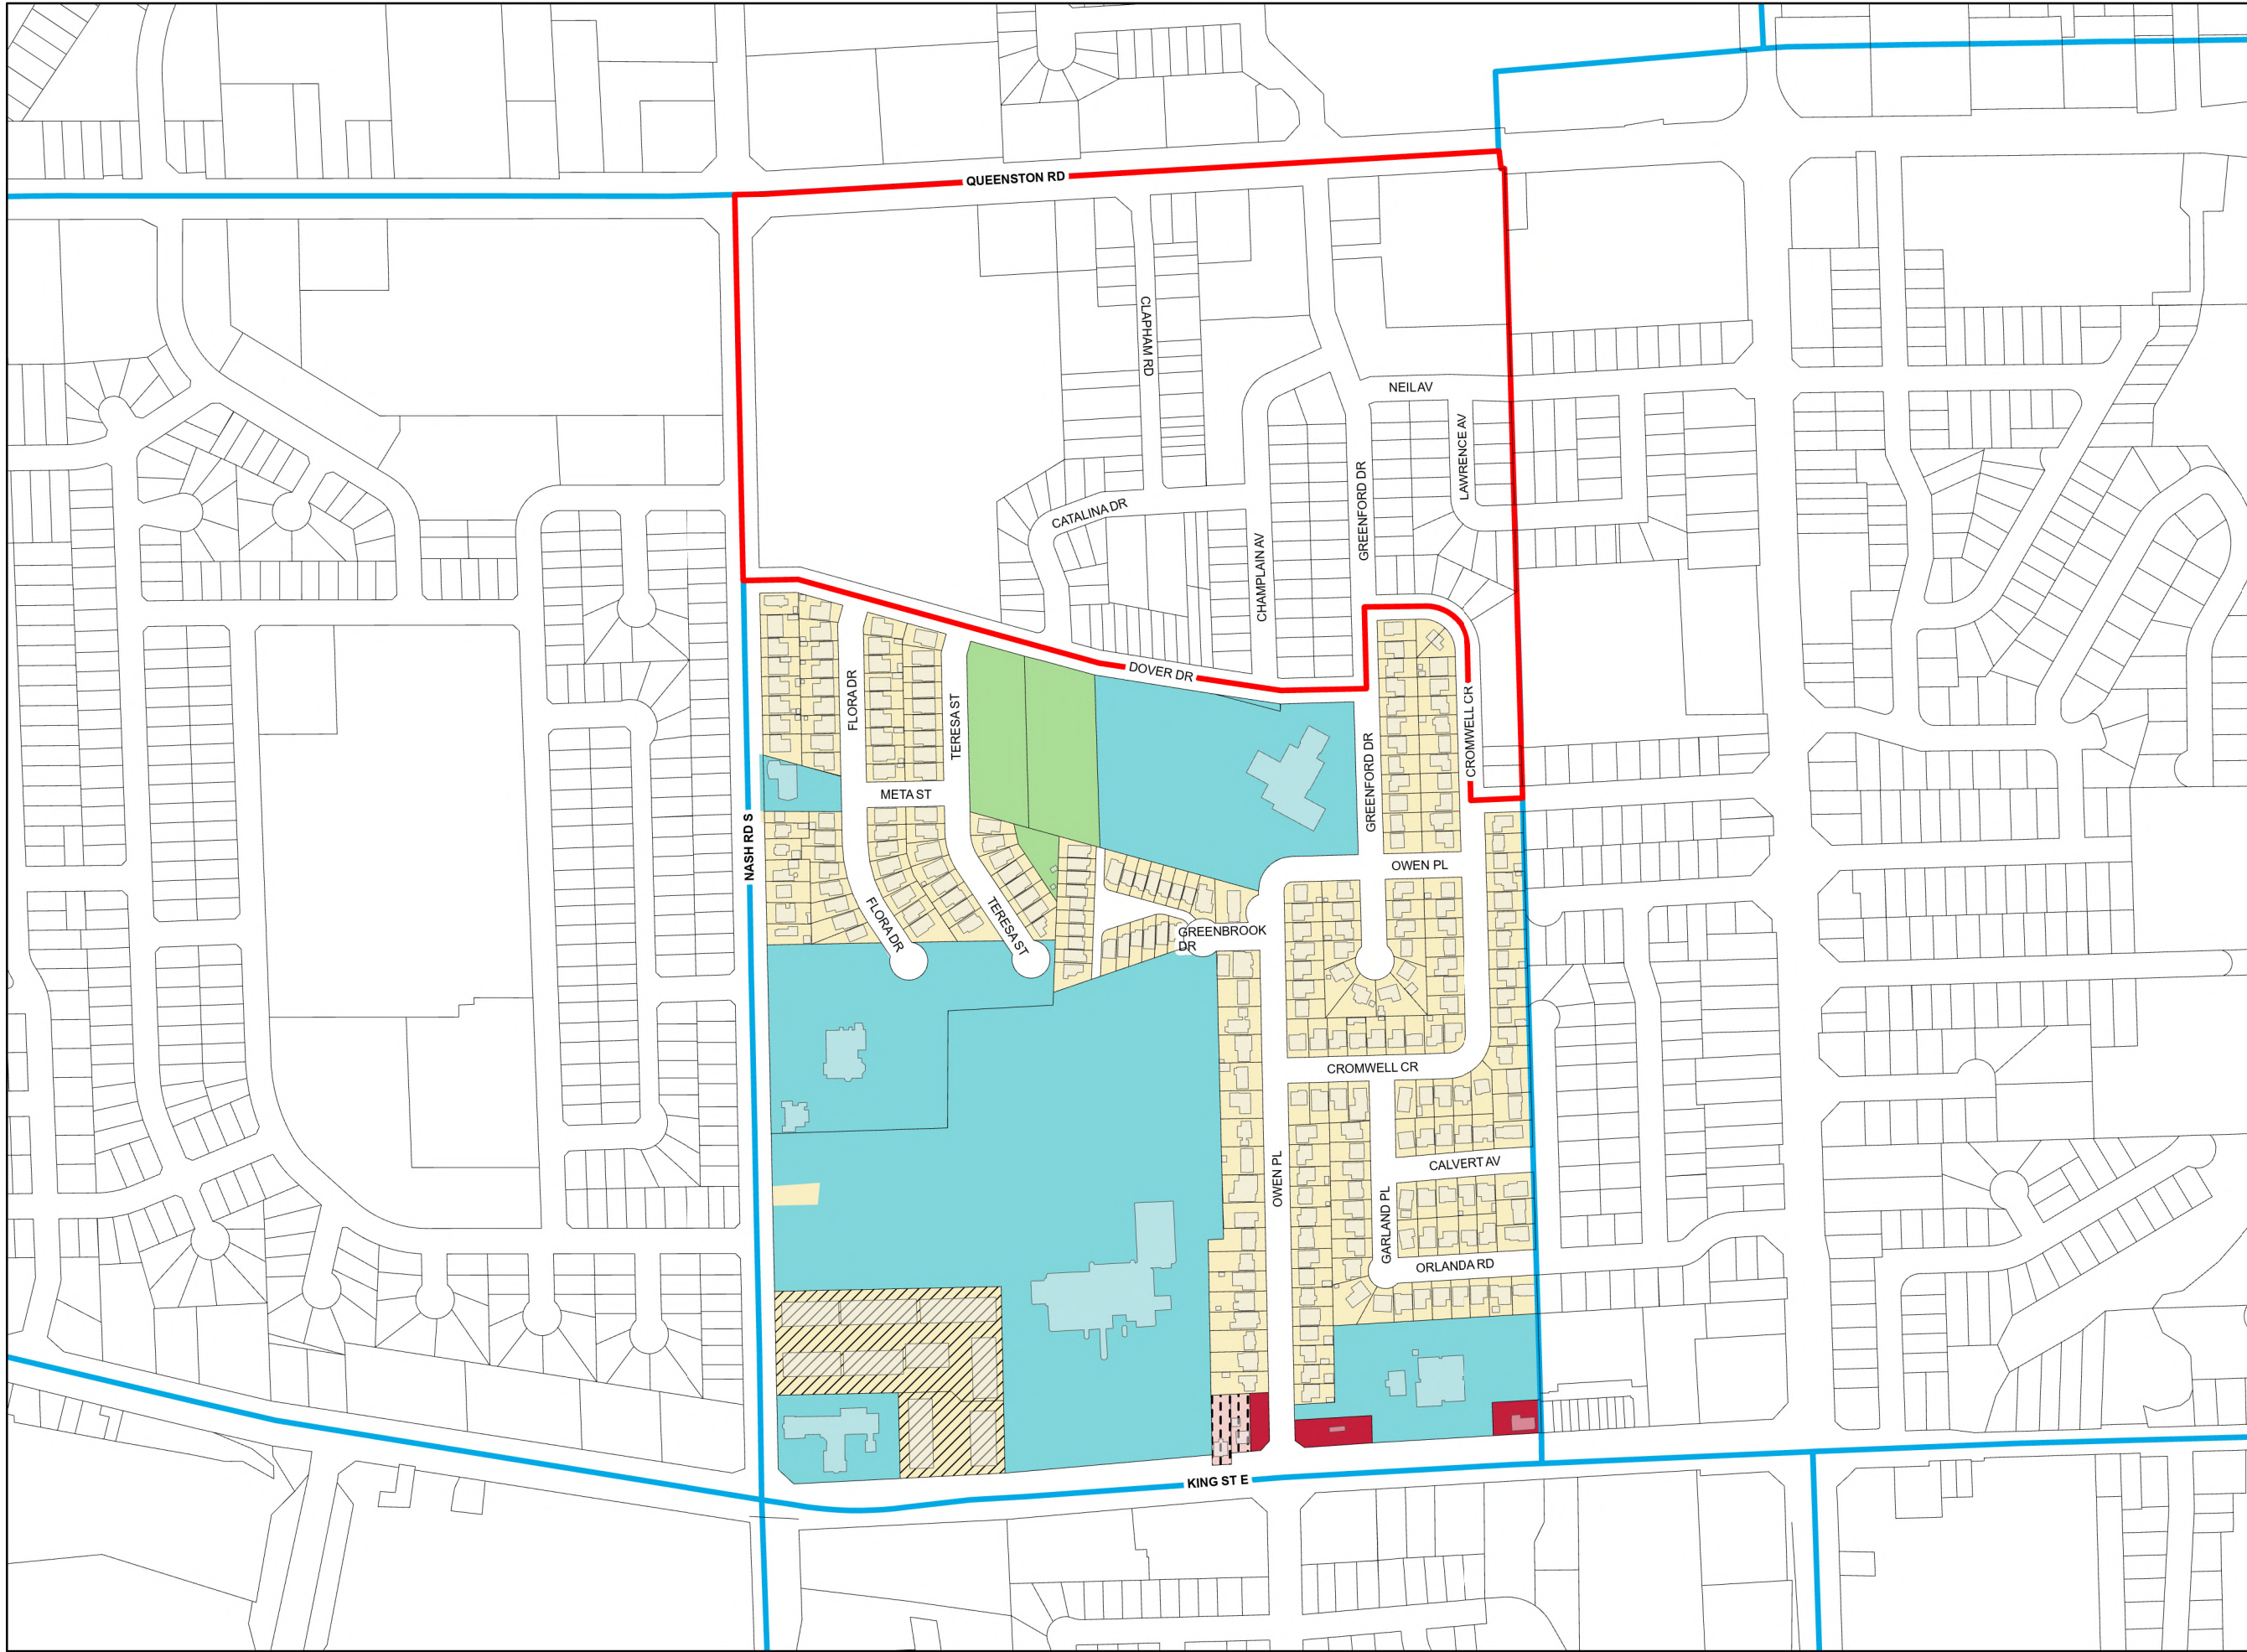 QUEENSTON RD
CLAPHAM RD
NEIL AV
LAWRENCE AV
GREENFORD DR
CATALINA DR
CHAMPLAIN AV
DOVER DR
FLORA DR
TERESA ST
CROMWELL CR
GREENFORD DR
META ST
NASH RD S
OWEN PL
FLORA DR
TERESA ST
GREENBROOK
DR
CROMWELL CR
CALVERT AV
OWEN PL
GARLAND PL
ORLANDA RD
KING ST E